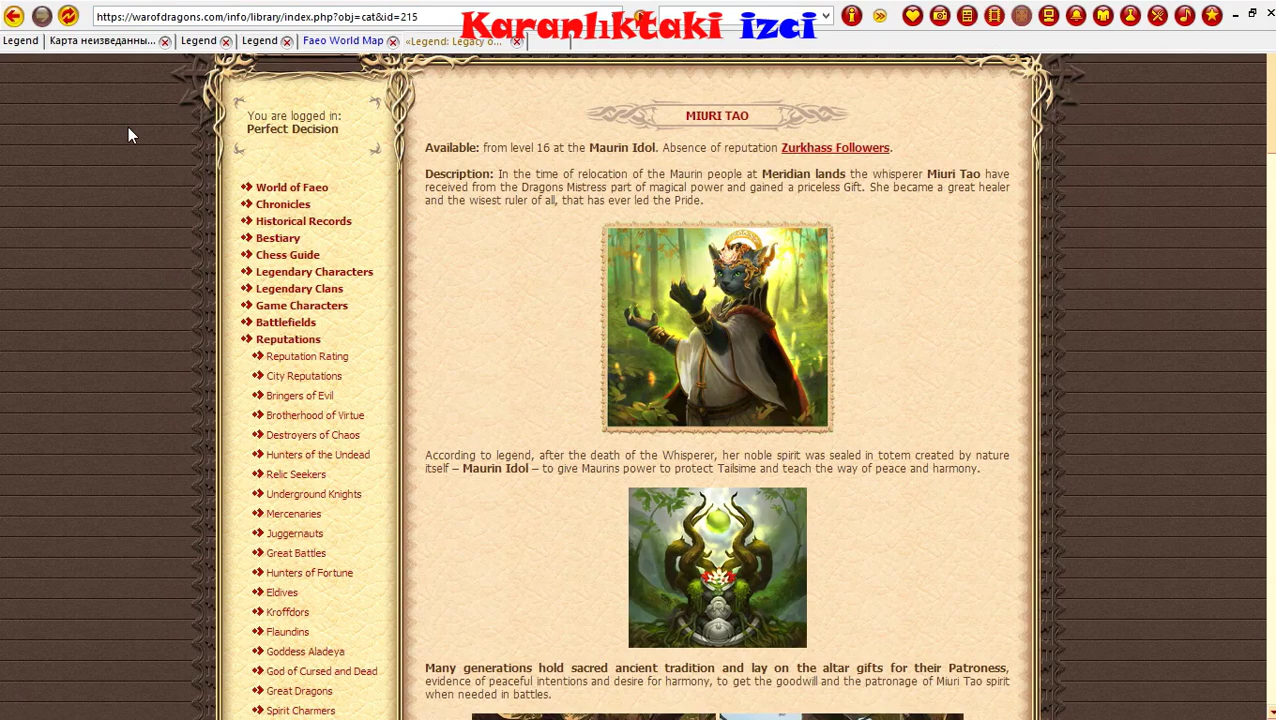 https://warofdragons.com/info/library/index.php?obj=cat&id=215
Karanlıktaki izci
Legend
Карта неизведанны...
Legend
Legend
Faeo World Map
«Legend: Legacy o...
You are logged in:
Perfect Decision
World of Faeo
Chronicles
Historical Records
Bestiary
Chess Guide
Legendary Characters
Legendary Clans
Game Characters
Battlefields
Reputations
Reputation Rating
City Reputations
Bringers of Evil
Brotherhood of Virtue
Destroyers of Chaos
Hunters of the Undead
Relic Seekers
Underground Knights
Mercenaries
Juggernauts
Great Battles
Hunters of Fortune
Eldives
Kroffdors
Flaundins
Goddess Aladeya
God of Cursed and Dead
Great Dragons
Spirit Charmers
MIURI TAO
Available: from level 16 at the Maurin Idol. Absence of reputation Zurkhass Followers.
Description: In the time of relocation of the Maurin people at Meridian lands the whisperer Miuri Tao have
received from the Dragons Mistress part of magical power and gained a priceless Gift. She became a great healer
and the wisest ruler of all, that has ever led the Pride.
According to legend, after the death of the Whisperer, her noble spirit was sealed in totem created by nature
itself – Maurin Idol – to give Maurins power to protect Tailsime and teach the way of peace and harmony.
Many generations hold sacred ancient tradition and lay on the altar gifts for their Patroness,
evidence of peaceful intentions and desire for harmony, to get the goodwill and the patronage of Miuri Tao spirit
when needed in battles.